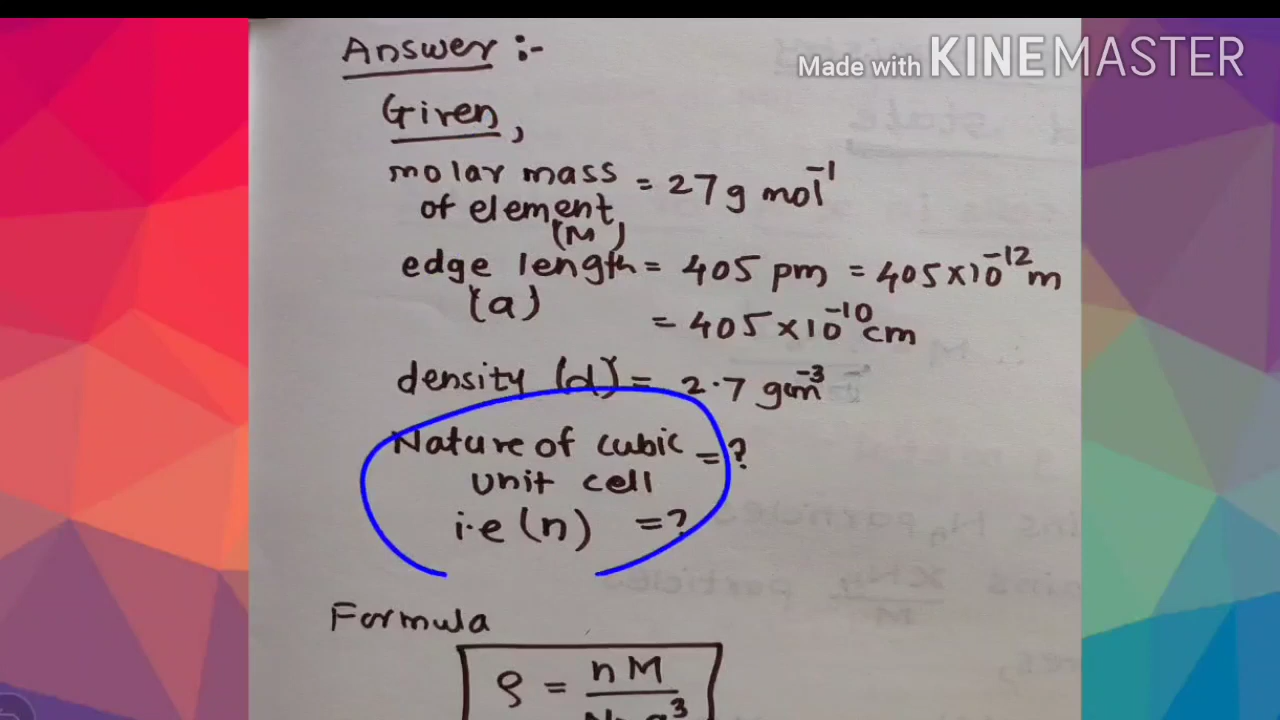 Answer :-
Made with KINEMASTER
Given,
molar mass of element (M) = 27 g mol⁻¹
edge length (a) = 405 pm = 405×10⁻¹² m
= 405×10⁻¹⁰ cm
density (d) = 2.7 gcm⁻³
Nature of cubic unit cell = ?
i.e (n) = ?
Formula
ρ = nM / a³